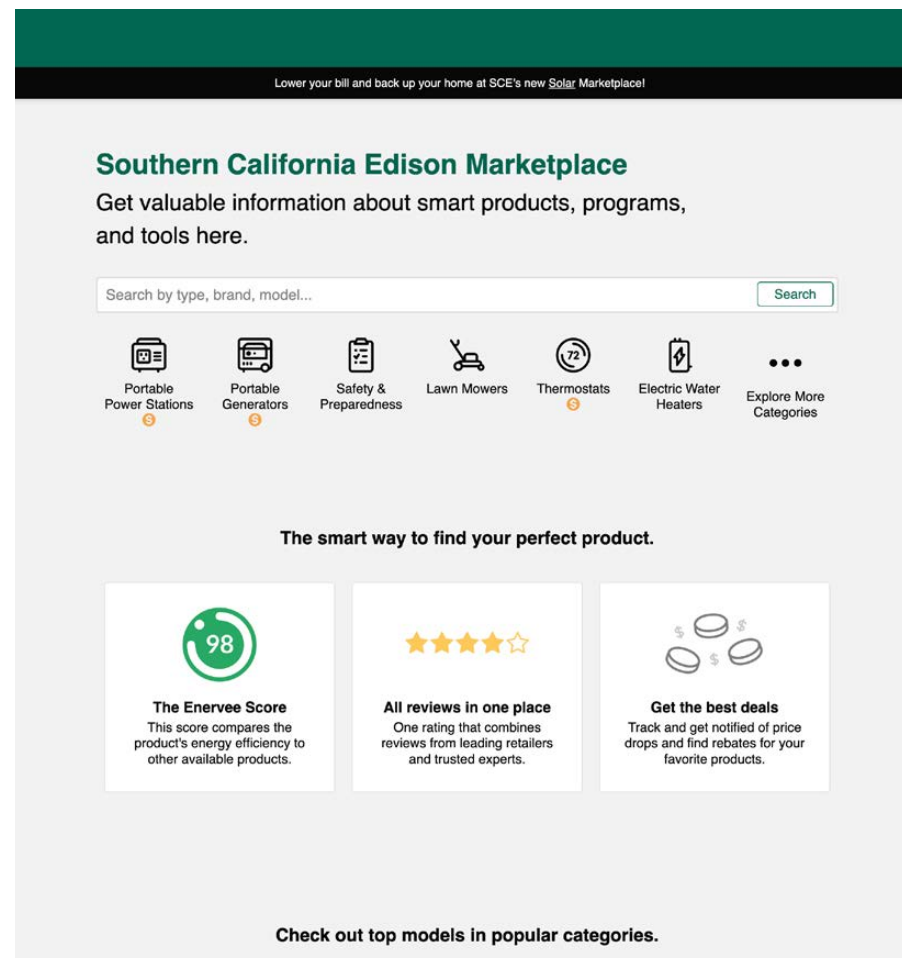 Lower your bill and back up your home at SCE's new Solar Marketplace!
Southern California Edison Marketplace
Get valuable information about smart products, programs,
and tools here.
Search by type, brand, model...
Search
Portable
Power Stations
$
Portable
Generators
$
Safety &
Preparedness
Lawn Mowers
72
Thermostats
$
Electric Water
Heaters
Explore More
Categories
The smart way to find your perfect product.
98
The Enervee Score
This score compares the
product's energy efficiency to
other available products.
All reviews in one place
One rating that combines
reviews from leading retailers
and trusted experts.
$ $
$
Get the best deals
Track and get notified of price
drops and find rebates for your
favorite products.
Check out top models in popular categories.